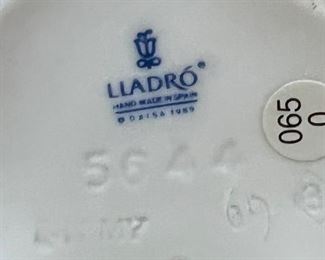 LLADRÓ®
HAND MADE IN SPAIN
© DAISA 1989
5644
065
0